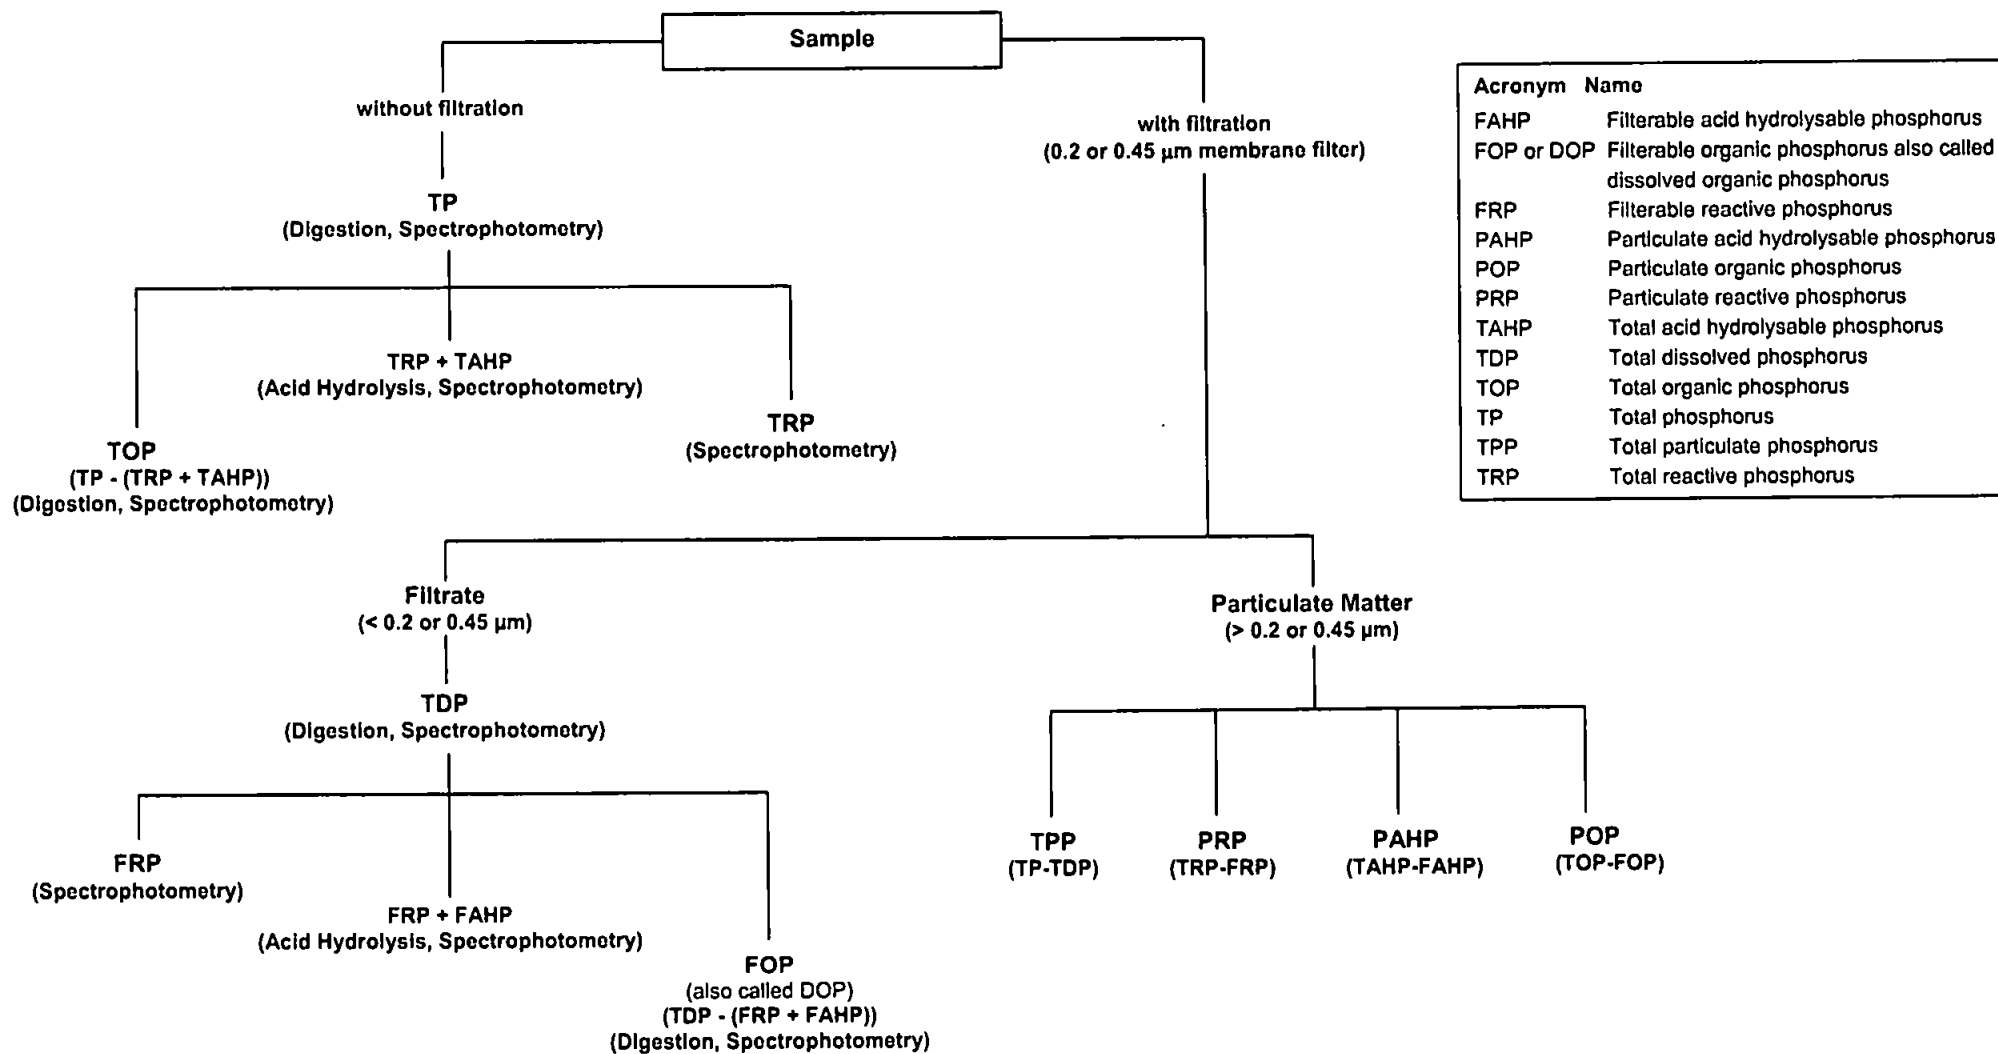 Sample
without filtration
with filtration
(0.2 or 0.45 µm membrane filter)
TP
(Digestion, Spectrophotometry)
TRP + TAHP
(Acid Hydrolysis, Spectrophotometry)
TRP
(Spectrophotometry)
TOP
(TP - (TRP + TAHP))
(Digestion, Spectrophotometry)
Acronym Name
FAHP Filterable acid hydrolysable phosphorus
FOP or DOP Filterable organic phosphorus also called
dissolved organic phosphorus
FRP Filterable reactive phosphorus
PAHP Particulate acid hydrolysable phosphorus
POP Particulate organic phosphorus
PRP Particulate reactive phosphorus
TAHP Total acid hydrolysable phosphorus
TDP Total dissolved phosphorus
TOP Total organic phosphorus
TP Total phosphorus
TPP Total particulate phosphorus
TRP Total reactive phosphorus
Filtrate
(< 0.2 or 0.45 µm)
TDP
(Digestion, Spectrophotometry)
FRP
(Spectrophotometry)
FRP + FAHP
(Acid Hydrolysis, Spectrophotometry)
FOP
(also called DOP)
(TDP - (FRP + FAHP))
(Digestion, Spectrophotometry)
Particulate Matter
(> 0.2 or 0.45 µm)
TPP
(TP-TDP)
PRP
(TRP-FRP)
PAHP
(TAHP-FAHP)
POP
(TOP-FOP)